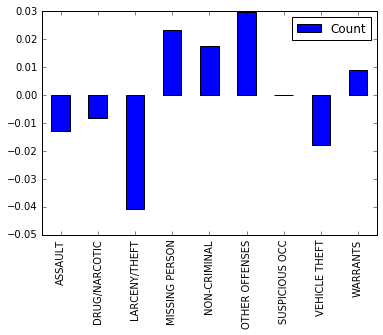 0.03
0.02
0.01
0.00
−0.01
−0.02
−0.03
−0.04
−0.05
Count
ASSAULT
DRUG/NARCOTIC
LARCENY/THEFT
MISSING PERSON
NON-CRIMINAL
OTHER OFFENSES
SUSPICIOUS OCC
VEHICLE THEFT
WARRANTS